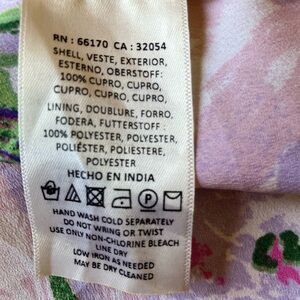 RN : 66170 CA : 32054
SHELL, VESTE, EXTERIOR,
ESTERNO, OBERSTOFF:
100% CUPRO, CUPRO,
CUPRO, CUPRO, CUPRO,
LINING, DOUBLURE, FORRO,
FODERA, FUTTERSTOFF :
100% POLYESTER, POLYESTER,
POLIÉSTER, POLIESTERE,
POLYESTER
HECHO EN INDIA
P
HAND WASH COLD SEPARATELY
DO NOT WRING OR TWIST
USE ONLY NON-CHLORINE BLEACH
LINE DRY
LOW IRON AS NEEDED
MAY BE DRY CLEANED